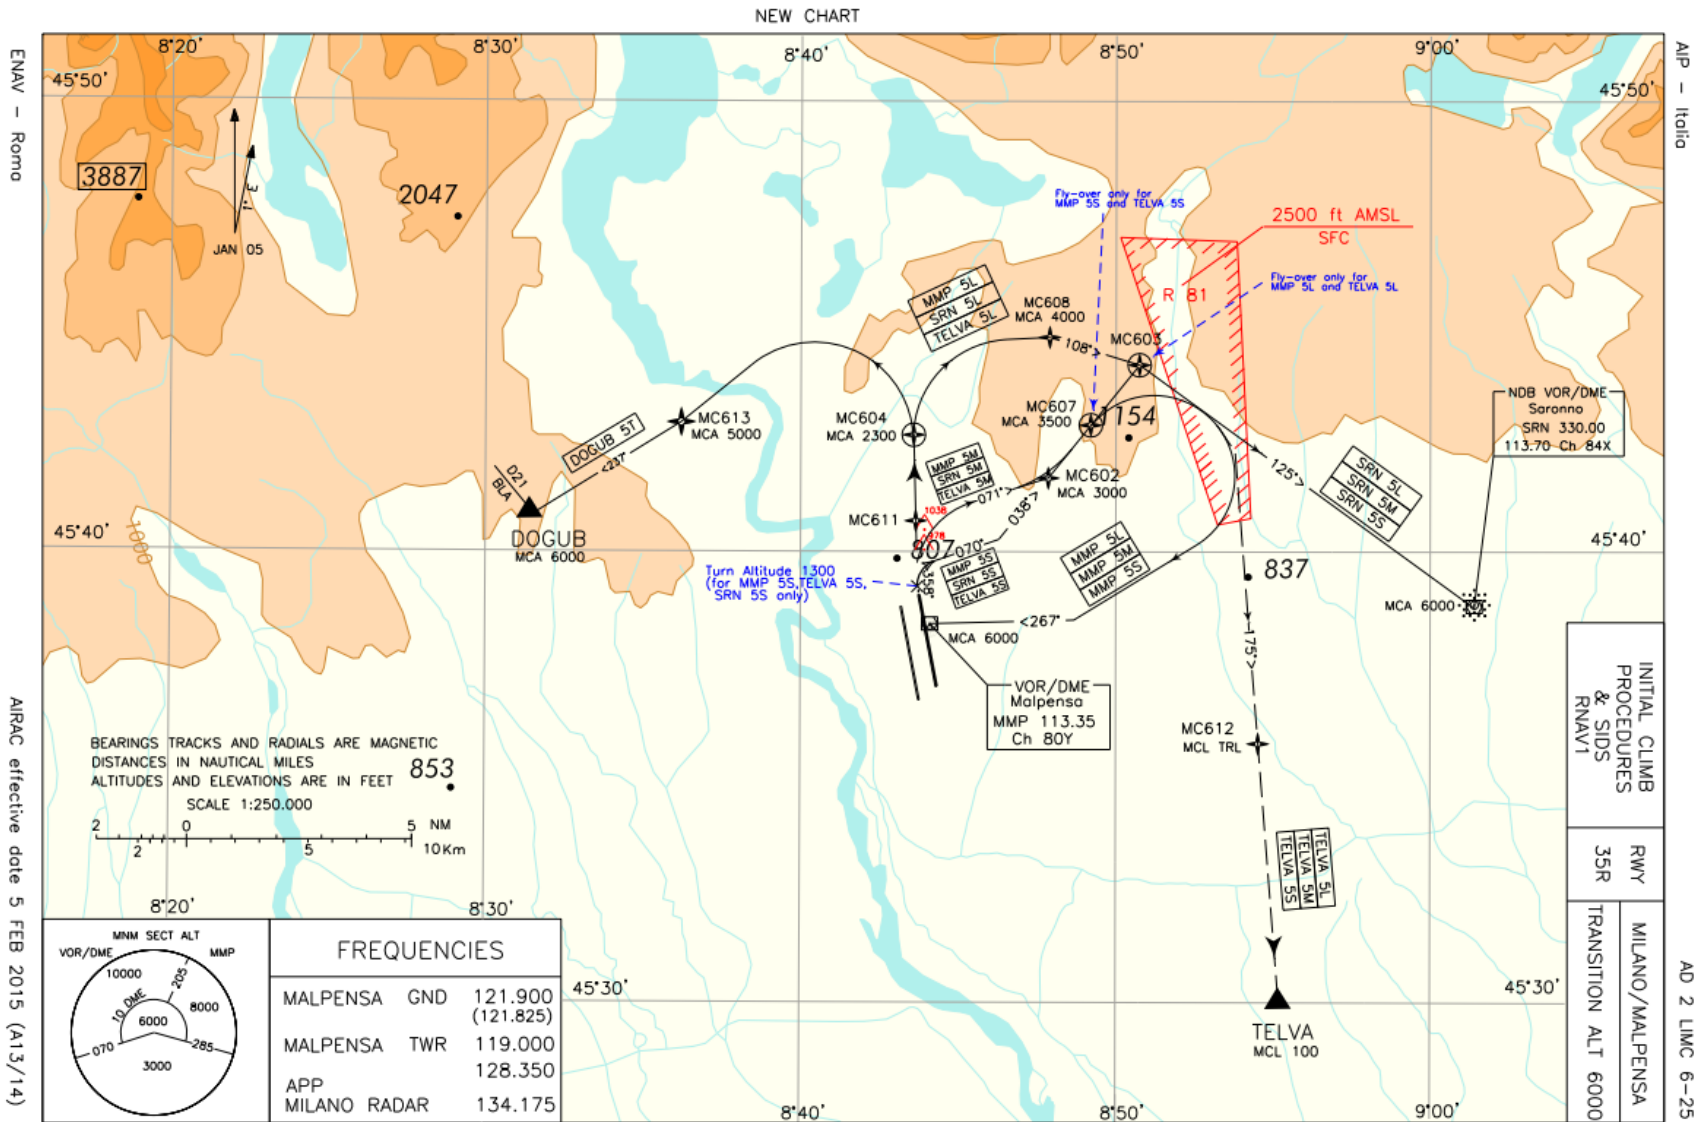 NEW CHART
ENAV – Roma
AIRAC effective date 5 FEB 2015 (A13/14)
AIP – Italia
AD 2 LIMC 6-25
8°20'
8°30'
8°40'
8°50'
9°00'
45°50'
45°50'
3887
2047
3°.1
JAN 05
Fly-over only for
MMP 5S and TELVA 5S
2500 ft AMSL
SFC
Fly-over only for
MMP 5L and TELVA 5L
R 81
MMP 5L
SRN 5L
TELVA 5L
MC608
MCA 4000
108°>
MC603
MC613
MCA 5000
MC604
MCA 2300
MC607
MCA 3500
1154
NDB VOR/DME
Saronno
SRN 330.00
113.70 Ch 84X
DOGUB 5T
<237°
D21
BLA
DOGUB
MCA 6000
MMP 5M
SRN 5M
TELVA 5M
071°>
MC602
MCA 3000
038°>
125°>
SRN 5L
SRN 5M
SRN 5S
MC611
1038
978
807
1000
45°40'
45°40'
070°
358°
MMP 5S
SRN 5S
TELVA 5S
MMP 5L
MMP 5M
MMP 5S
Turn Altitude 1300
(for MMP 5S,TELVA 5S,
SRN 5S only)
837
<267°
MCA 6000
MCA 6000
175°>
VOR/DME
Malpensa
MMP 113.35
Ch 80Y
MC612
MCL TRL
INITIAL CLIMB
PROCEDURES
& SIDS
RNAV1
RWY
35R
MILANO/MALPENSA
TRANSITION ALT 6000
BEARINGS TRACKS AND RADIALS ARE MAGNETIC
DISTANCES IN NAUTICAL MILES
ALTITUDES AND ELEVATIONS ARE IN FEET
853
SCALE 1:250.000
2 0 5 NM
2 5 10Km
TELVA 5L
TELVA 5M
TELVA 5S
8°20'
8°30'
45°30'
45°30'
TELVA
MCL 100
MNM SECT ALT
VOR/DME
MMP
10000
205
10 DME
8000
6000
070
285
3000
FREQUENCIES
MALPENSA GND 121.900
(121.825)
MALPENSA TWR 119.000
128.350
APP
MILANO RADAR 134.175
8°40'
8°50'
9°00'